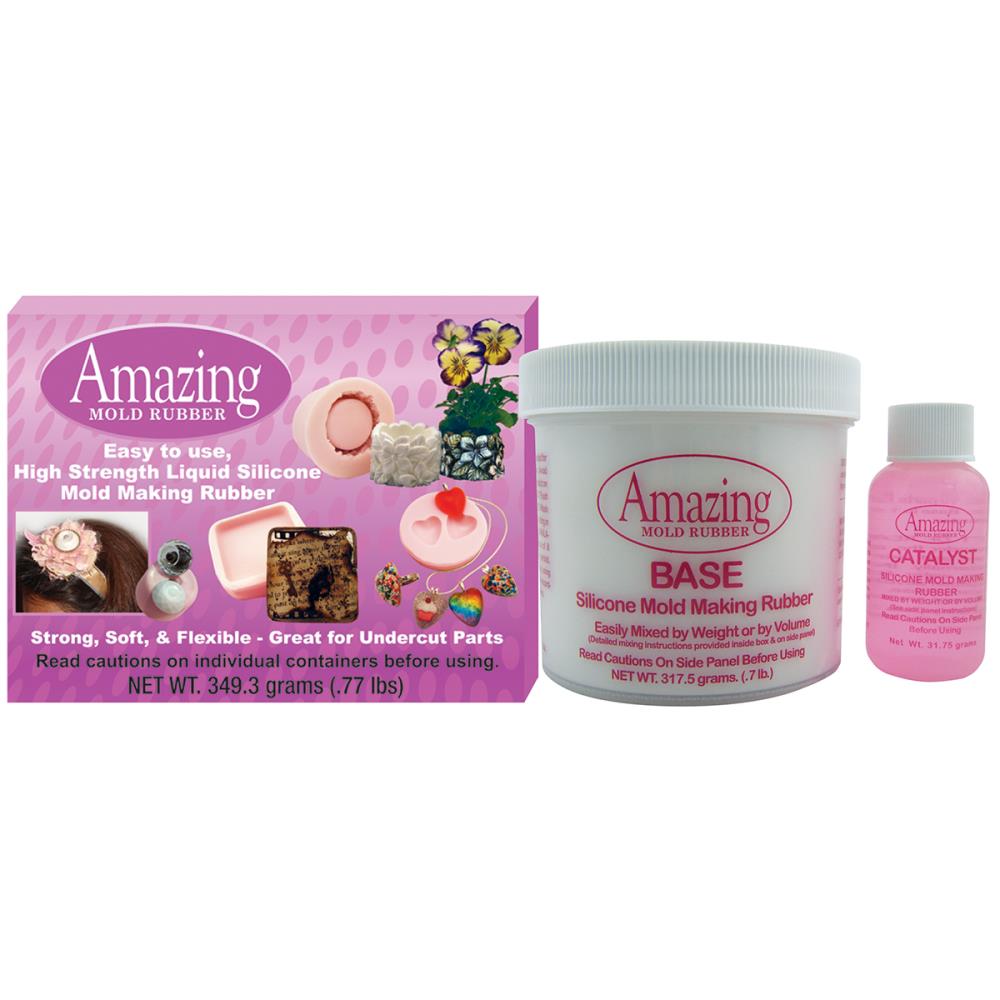 Amazing
MOLD RUBBER
Easy to use,
High Strength Liquid Silicone
Mold Making Rubber
Strong, Soft, & Flexible - Great for Undercut Parts
Read cautions on individual containers before using.
NET WT. 349.3 grams (.77 lbs)
Amazing
MOLD RUBBER
BASE
Silicone Mold Making Rubber
Easily Mixed by Weight or by Volume
(Detailed mixing instructions provided inside box & on side panel)
Read Cautions On Side Panel Before Using
NET WT. 317.5 grams. (.7 lb.)
Amazing
MOLD RUBBER
CATALYST
SILICONE MOLD MAKING
RUBBER
MIXED BY WEIGHT OR BY VOLUME
(See side panel instructions)
Read Cautions On Side Panel
Before Using
Net Wt. 31.75 grams